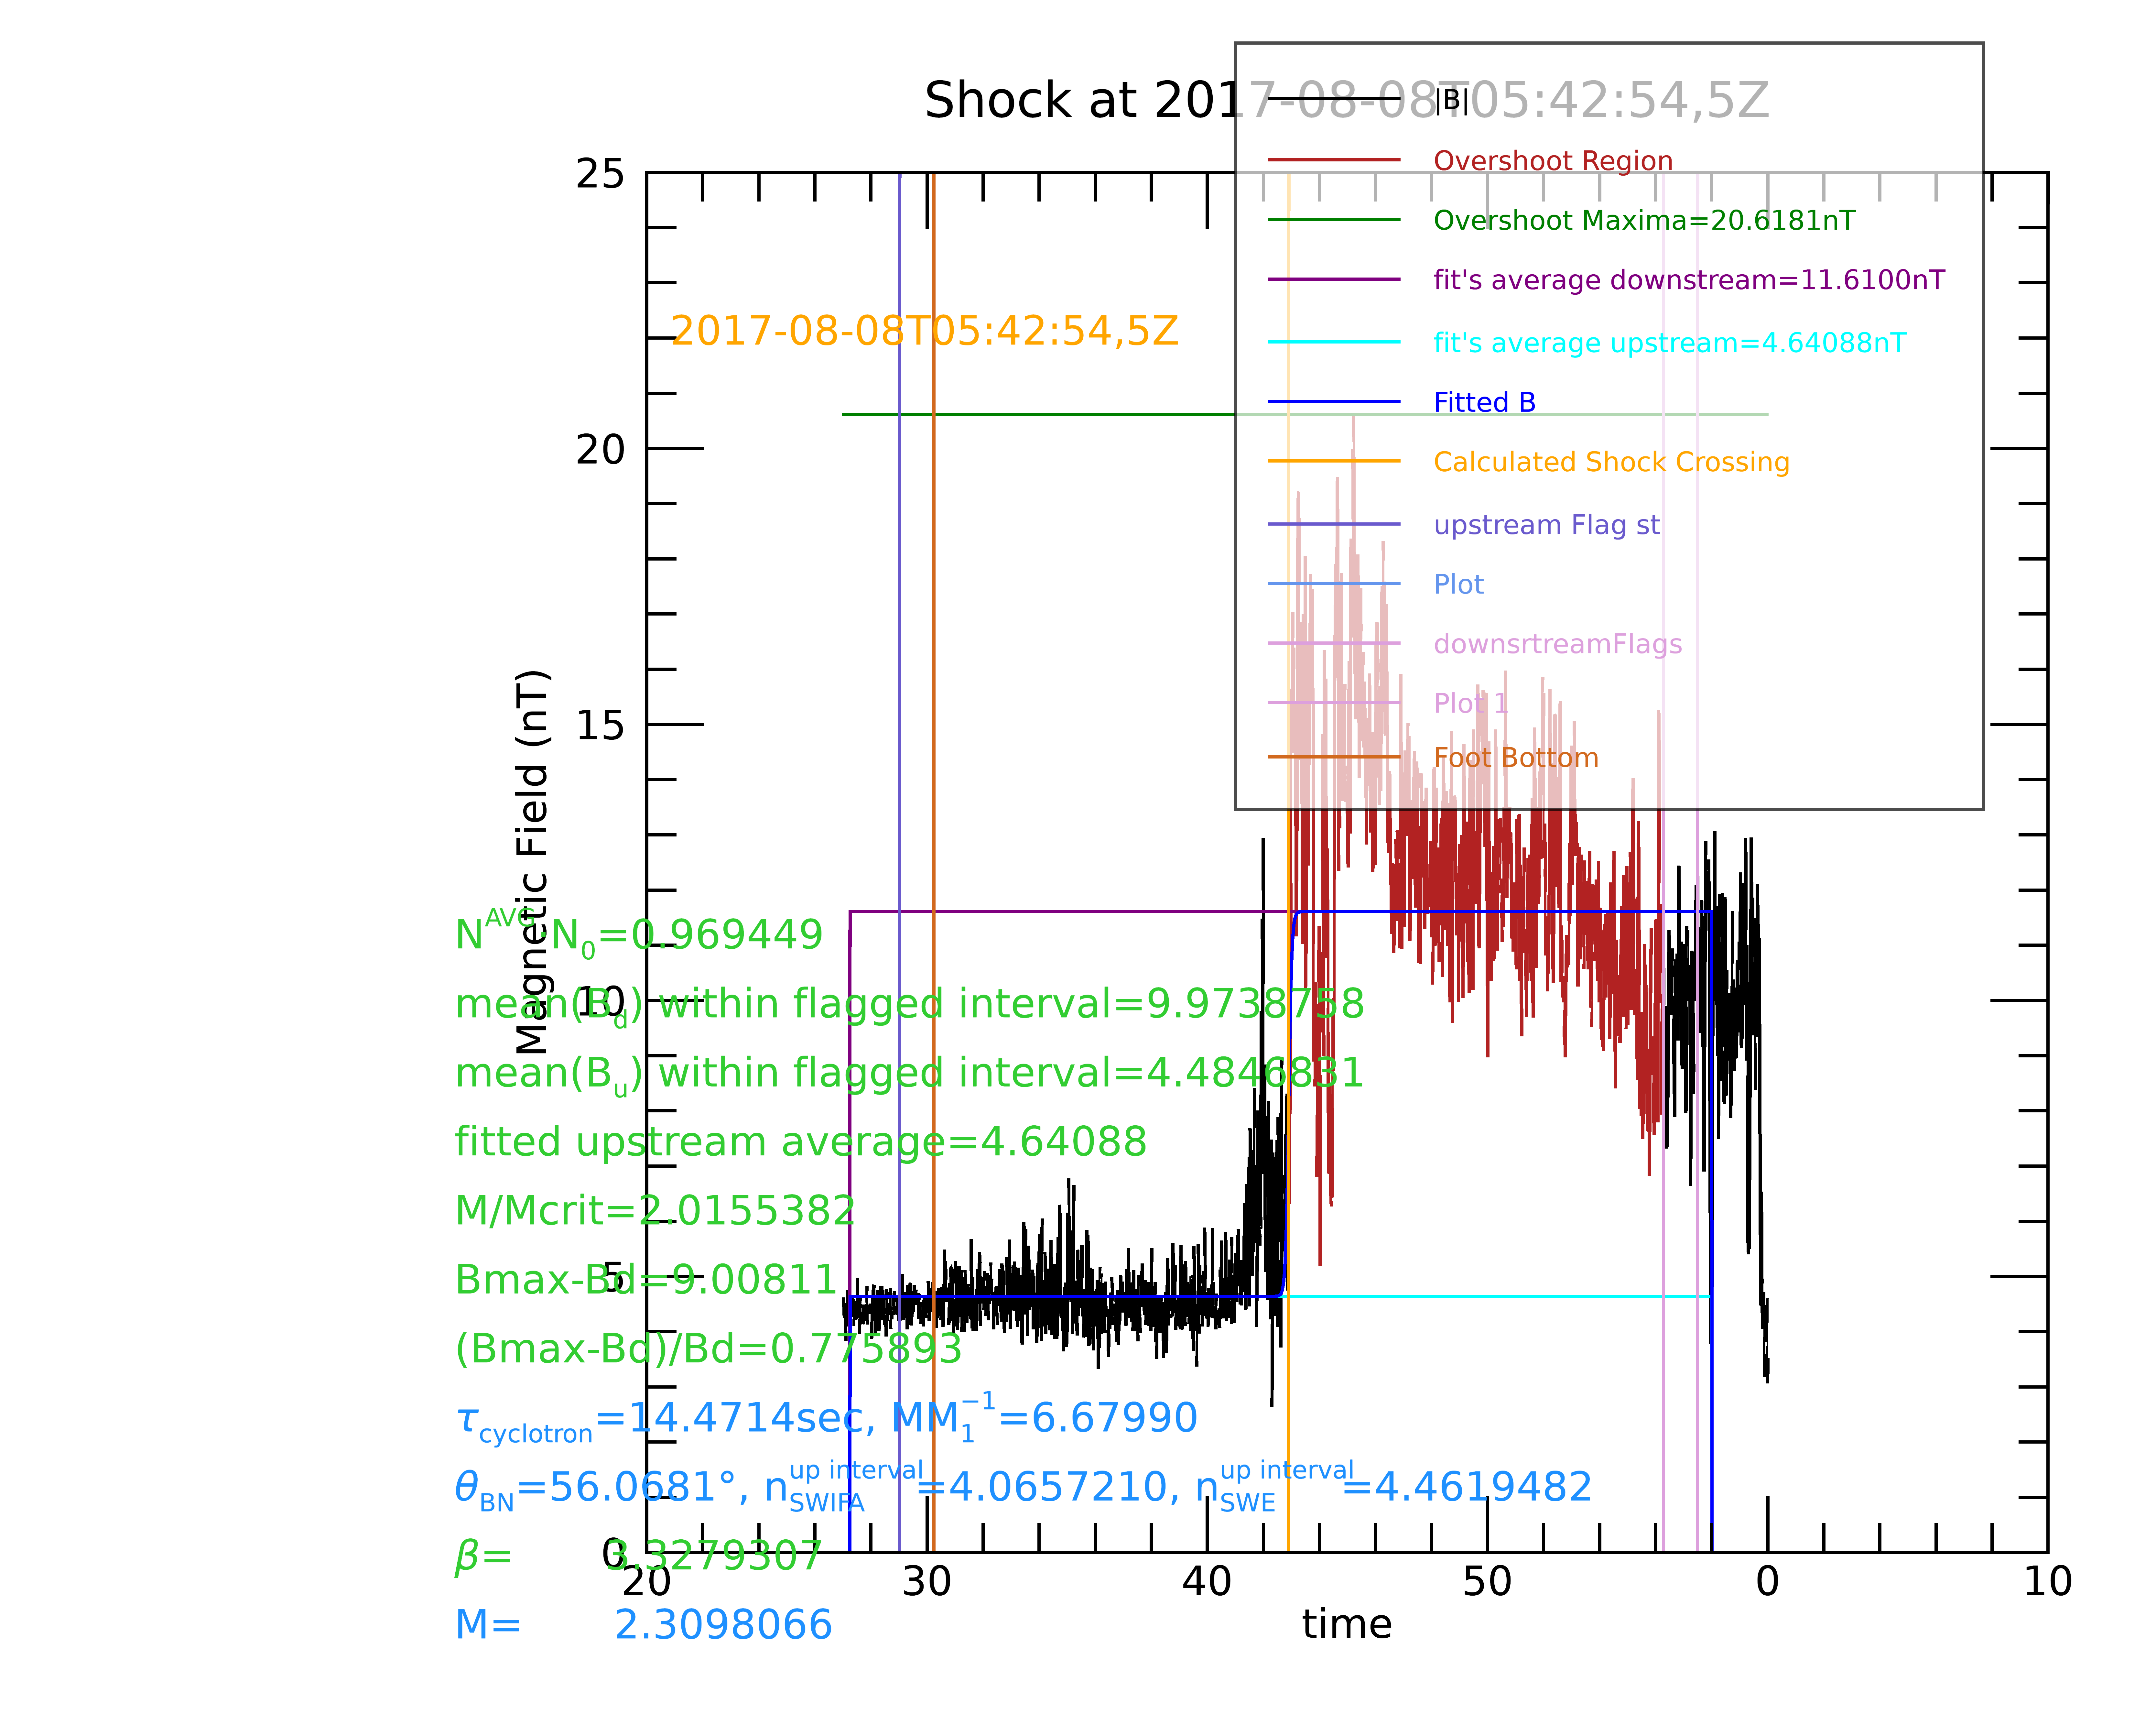 Shock at 2017-08-08T05:42:54,5Z
|B|
Overshoot Region
Overshoot Maxima=20.6181nT
fit's average downstream=11.6100nT
fit's average upstream=4.64088nT
Fitted B
Calculated Shock Crossing
upstream Flag st
Plot
downsrtreamFlags
Plot 1
Foot Bottom
2017-08-08T05:42:54,5Z
Magnetic Field (nT)
25
20
15
10
5
0
N^AVG·N_0=0.969449
mean(B_d) within flagged interval=9.9738758
mean(B_u) within flagged interval=4.4846831
fitted upstream average=4.64088
M/Mcrit=2.0155382
Bmax-Bd=9.00811
(Bmax-Bd)/Bd=0.775893
τ_cyclotron=14.4714sec, MM_1^−1=6.67990
θ_BN=56.0681°, n_SWIFA^up interval=4.0657210, n_SWE^up interval=4.4619482
β= 3.3279307
M= 2.3098066
20 30 40 50 0 10
time